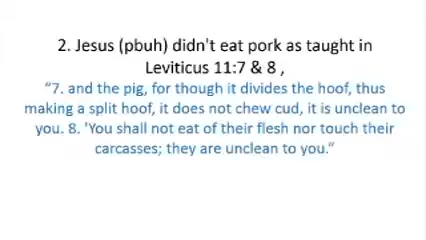 2. Jesus (pbuh) didn't eat pork as taught in
Leviticus 11:7 & 8 ,
“7. and the pig, for though it divides the hoof, thus
making a split hoof, it does not chew cud, it is unclean to
you. 8. 'You shall not eat of their flesh nor touch their
carcasses; they are unclean to you.”